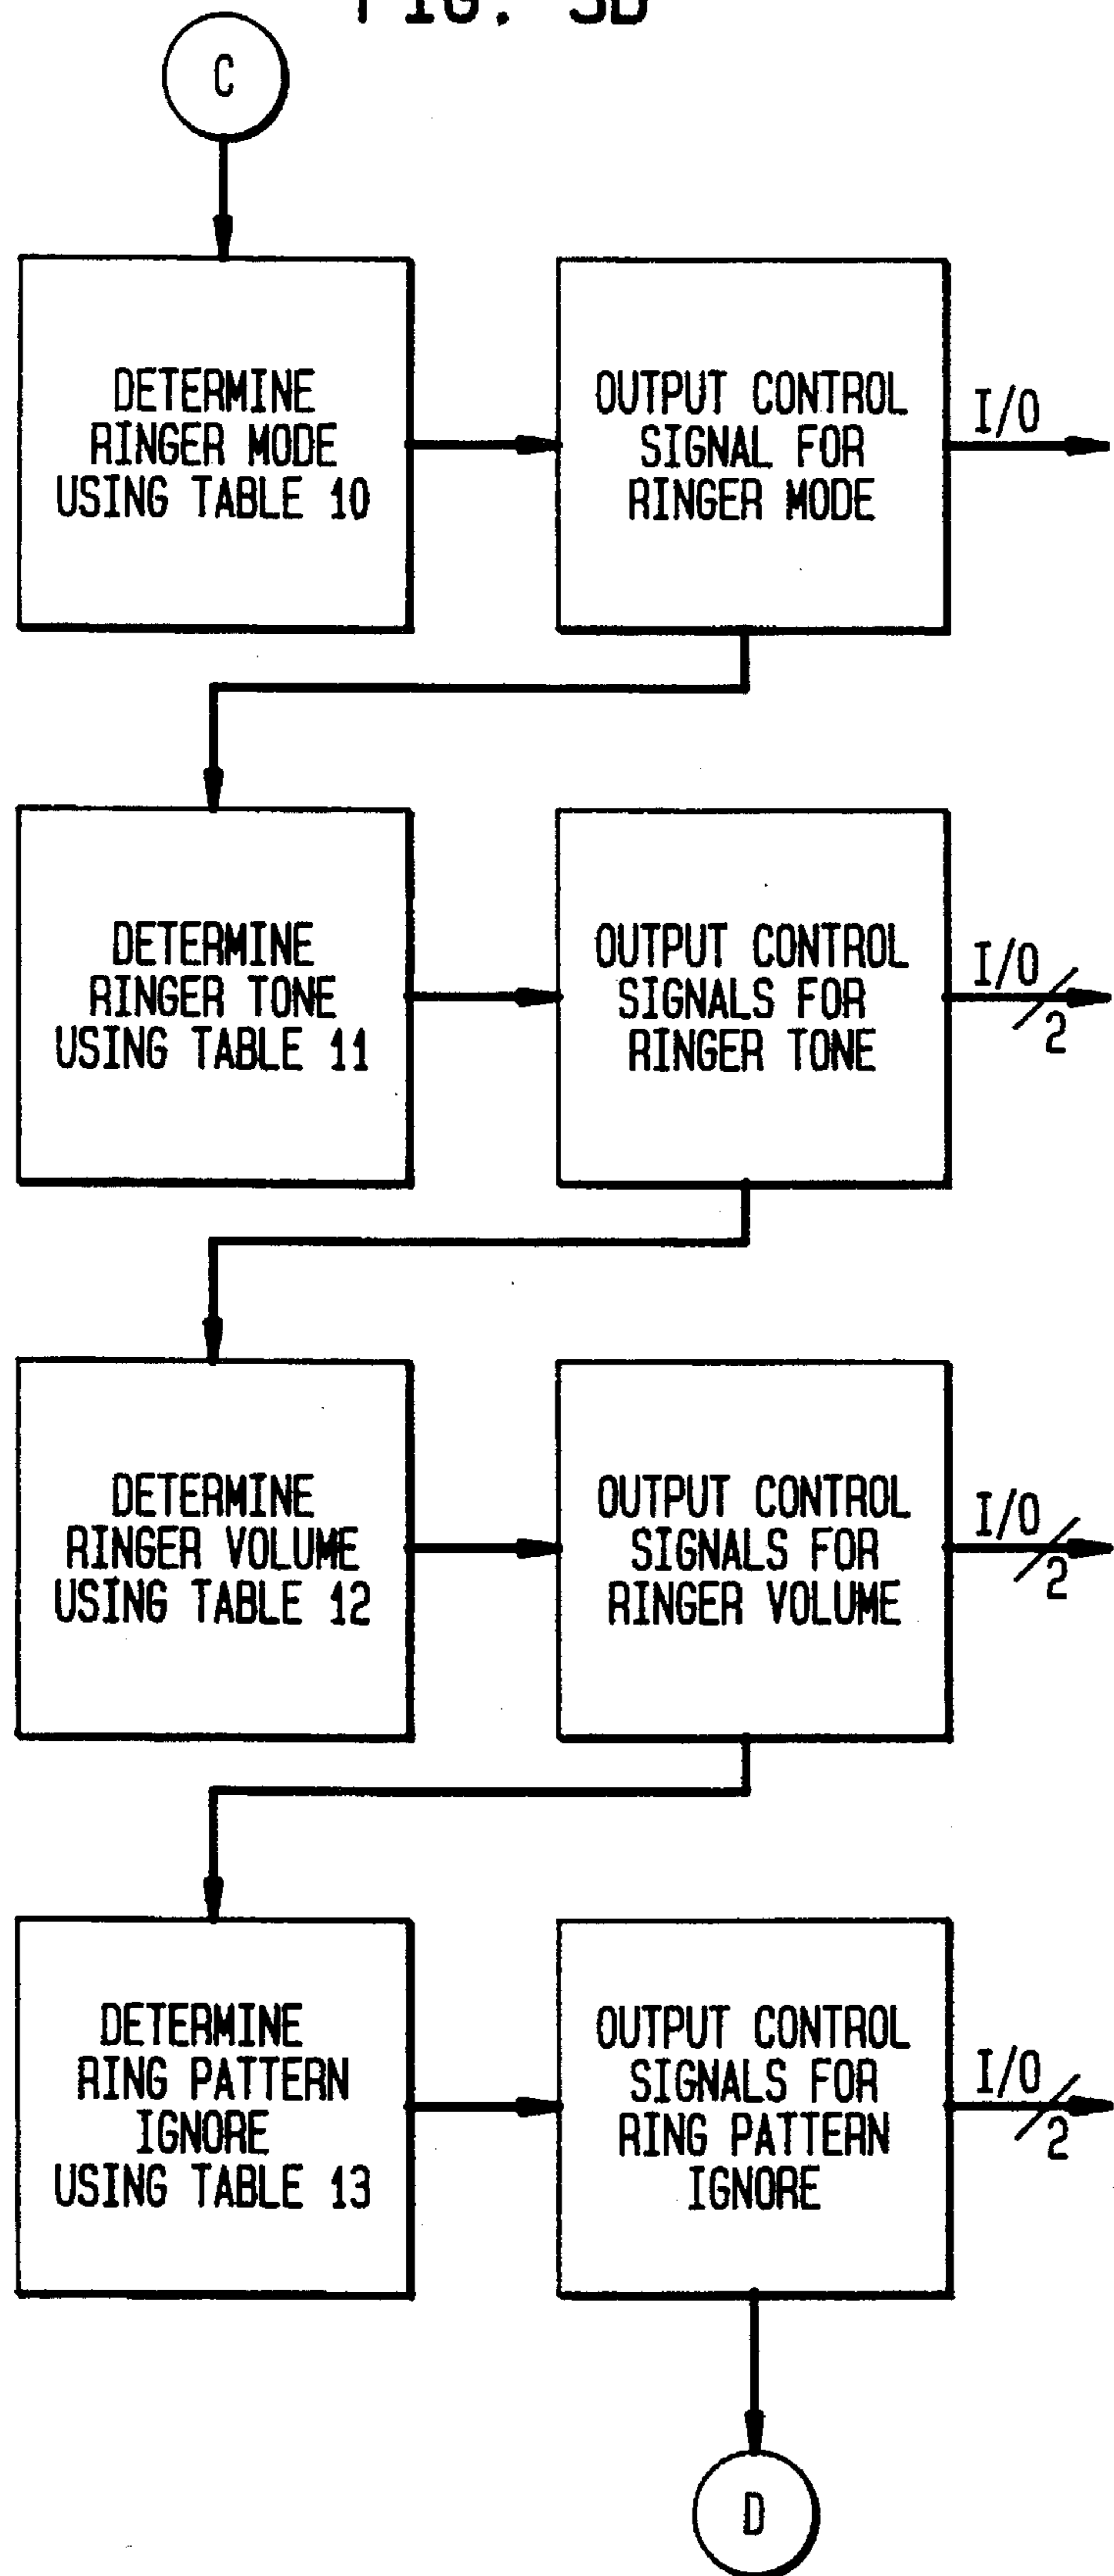 C
DETERMINE
RINGER MODE
USING TABLE 10
OUTPUT CONTROL
SIGNAL FOR
RINGER MODE
I/O
DETERMINE
RINGER TONE
USING TABLE 11
OUTPUT CONTROL
SIGNALS FOR
RINGER TONE
I/O
2
DETERMINE
RINGER VOLUME
USING TABLE 12
OUTPUT CONTROL
SIGNALS FOR
RINGER VOLUME
I/O
2
DETERMINE
RING PATTERN
IGNORE
USING TABLE 13
OUTPUT CONTROL
SIGNALS FOR
RING PATTERN
IGNORE
I/O
2
D